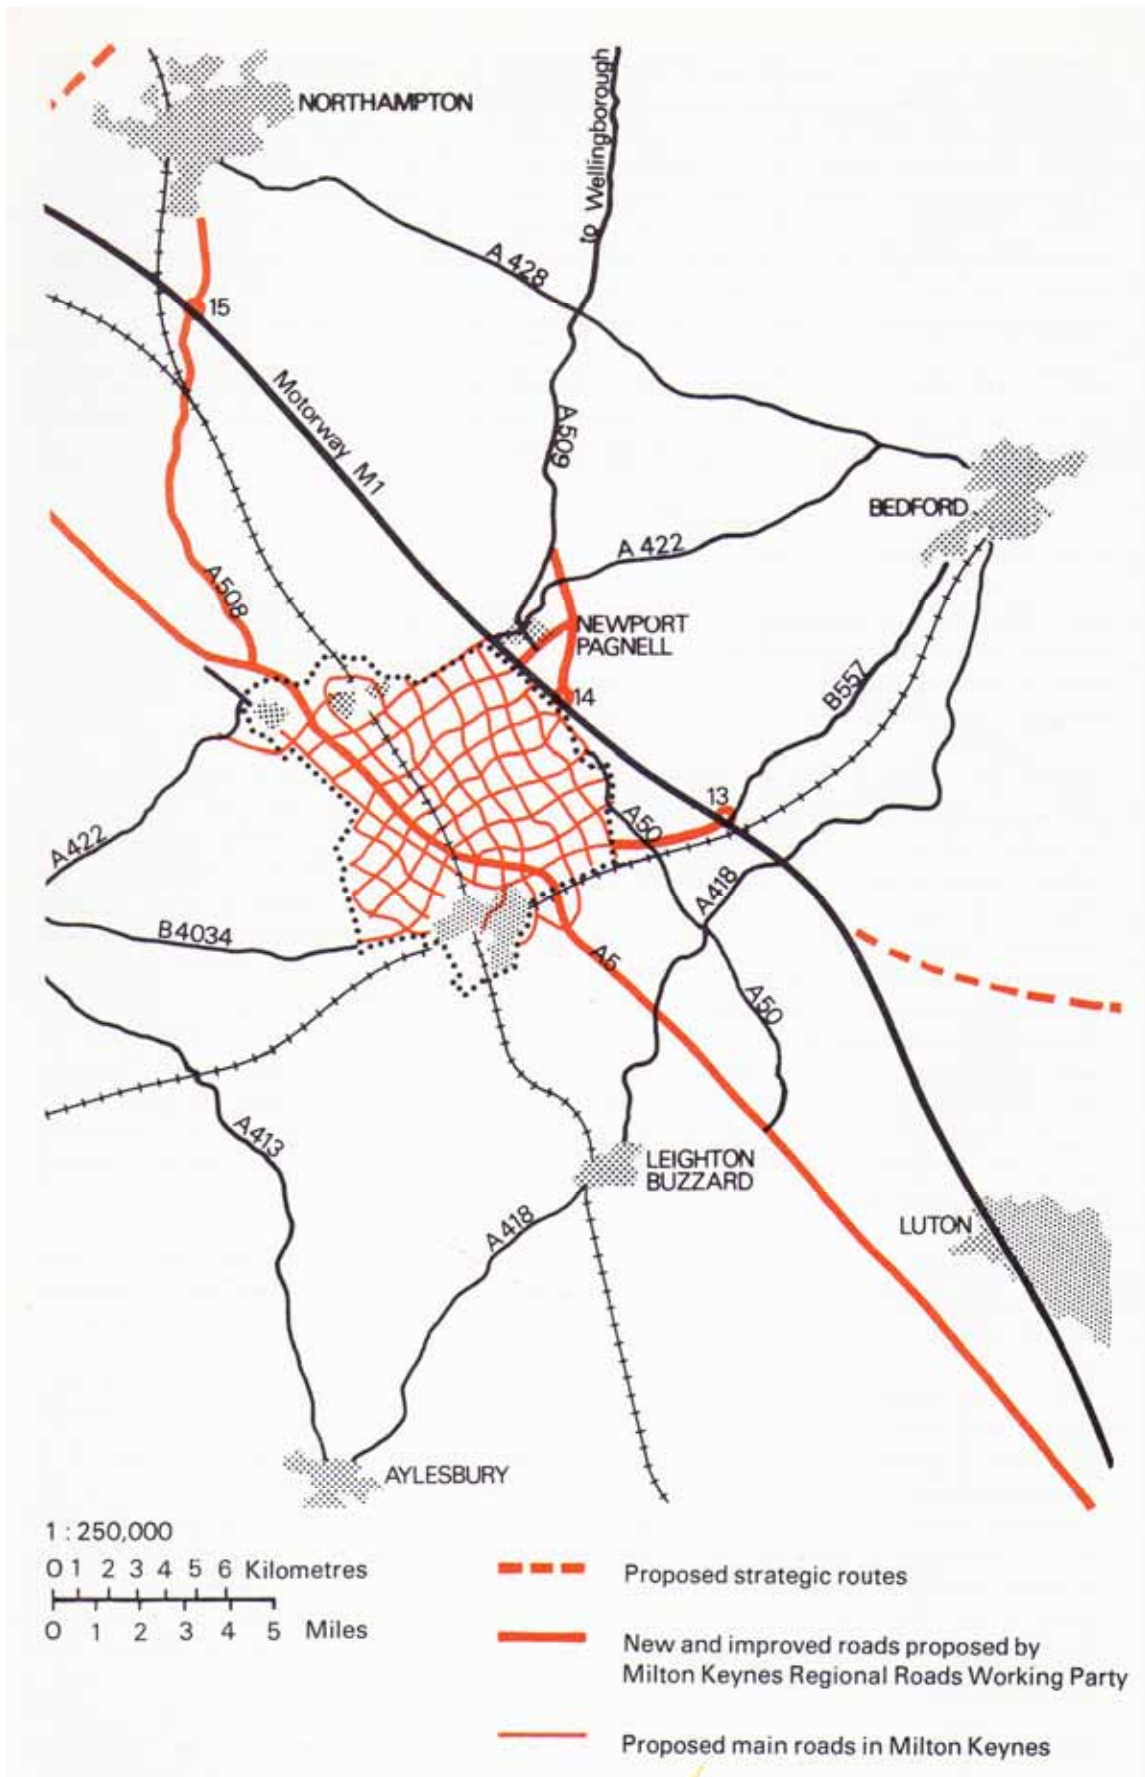 NORTHAMPTON
to Wellingborough
A 428
15
Motorway M1
A509
BEDFORD
A 422
A508
NEWPORT
PAGNELL
14
B557
13
A50
A422
A418
B4034
A5
A50
A413
LEIGHTON
BUZZARD
LUTON
A418
AYLESBURY
1 : 250,000
0 1 2 3 4 5 6 Kilometres
0 1 2 3 4 5 Miles
Proposed strategic routes
New and improved roads proposed by
Milton Keynes Regional Roads Working Party
Proposed main roads in Milton Keynes